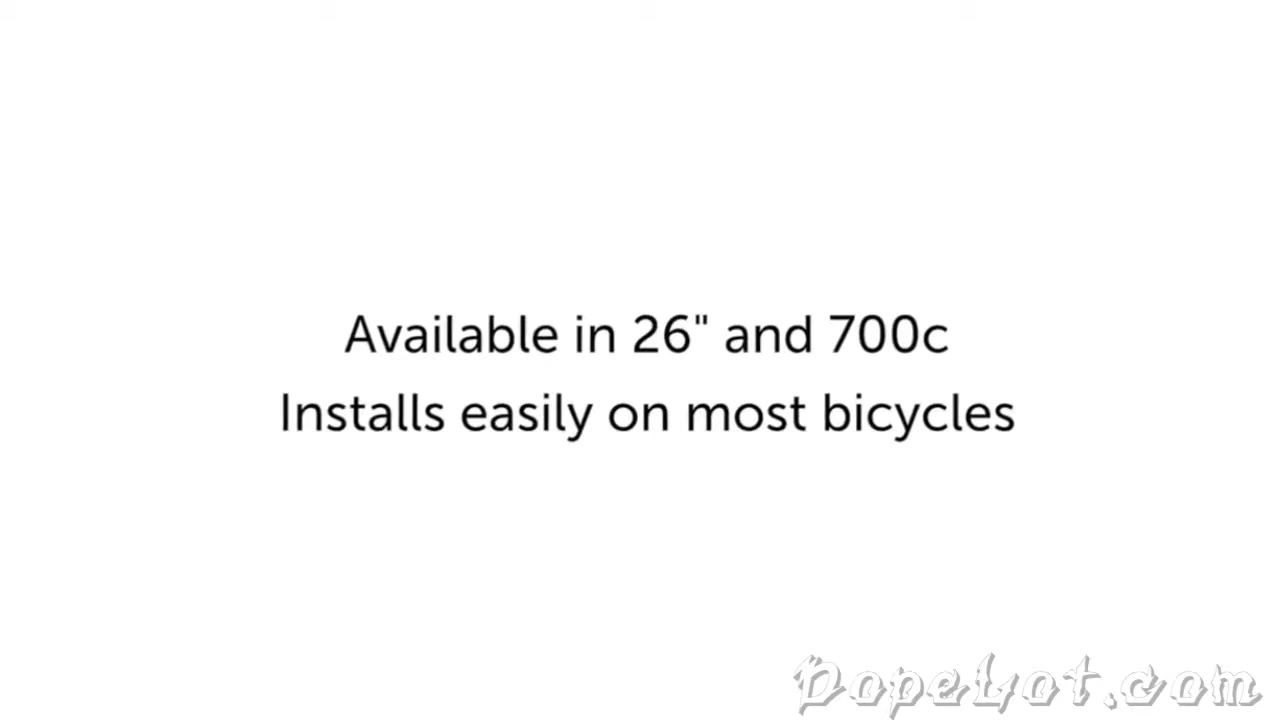 Available in 26" and 700c
Installs easily on most bicycles
DopeLot.com